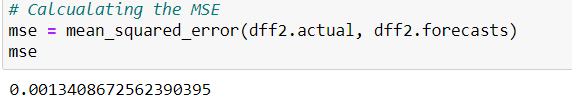 # Calcualating the MSE
mse = mean_squared_error(dff2.actual, dff2.forecasts)
mse
0.0013408672562390395